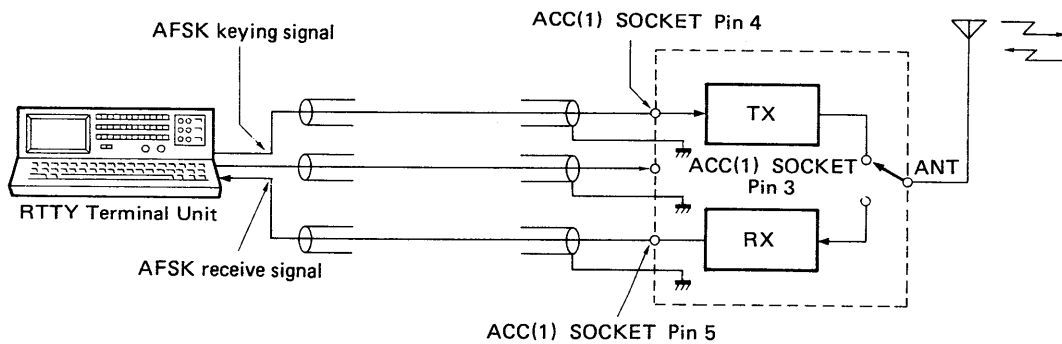 ACC(1) SOCKET Pin 4
AFSK keying signal
TX
ACC(1) SOCKET
Pin 3
ANT
RTTY Terminal Unit
RX
AFSK receive signal
ACC(1) SOCKET Pin 5